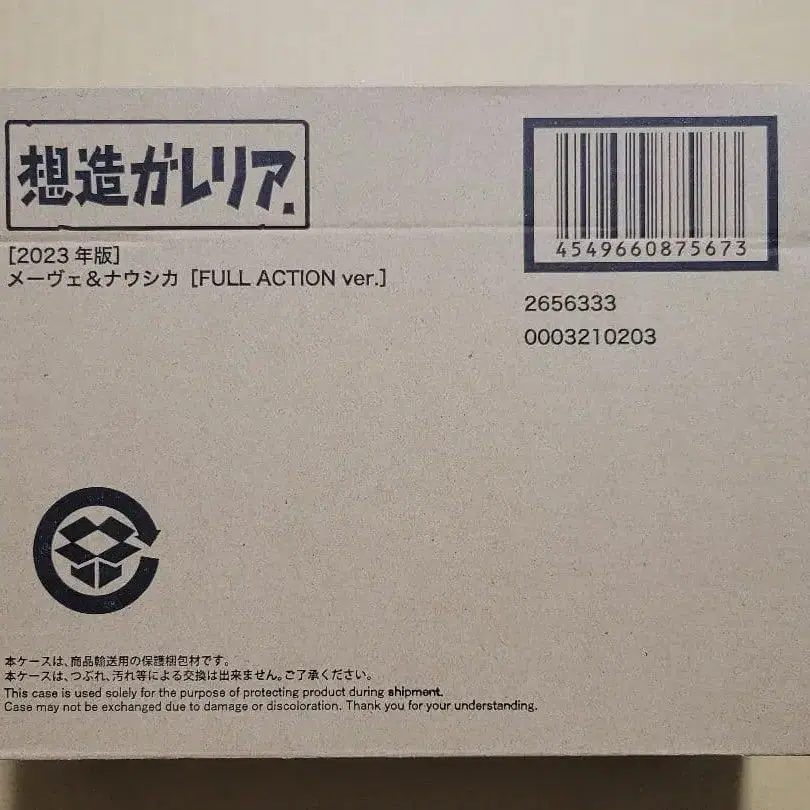 想造ガレリア.
[2023年版]
メーヴェ&ナウシカ [FULL ACTION ver.]
4549660875673
2656333
0003210203
本ケースは、商品輸送用の保護梱包材です。
本ケースは、つぶれ、汚れ等による交換は出来ません。ご了承ください。
This case is used solely for the purpose of protecting product during shipment.
Case may not be exchanged due to damage or discoloration. Thank you for your understanding.